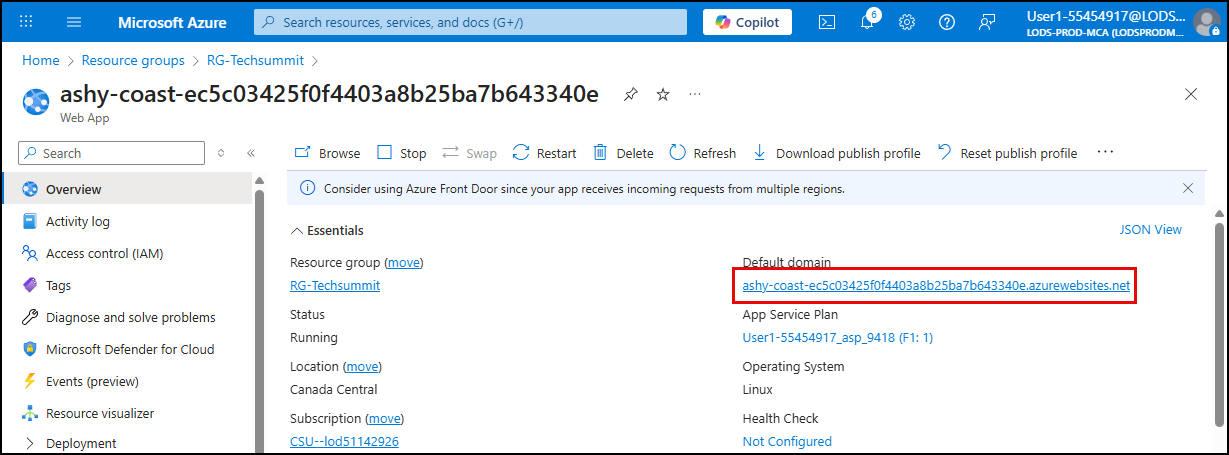 Microsoft Azure
Search resources, services, and docs (G+/)
Copilot
6
User1-55454917@LODS...
LODS-PROD-MCA (LODSPRODM...
Home > Resource groups > RG-Techsummit >
ashy-coast-ec5c03425f0f4403a8b25ba7b643340e
Web App
Search
Browse Stop Swap Restart Delete Refresh Download publish profile Reset publish profile
Overview
Consider using Azure Front Door since your app receives incoming requests from multiple regions.
Activity log
Essentials
JSON View
Access control (IAM)
Tags
Diagnose and solve problems
Microsoft Defender for Cloud
Events (preview)
Resource visualizer
Deployment
Resource group (move)
RG-Techsummit
Status
Running
Location (move)
Canada Central
Subscription (move)
CSU--lod51142926
Default domain
ashy-coast-ec5c03425f0f4403a8b25ba7b643340e.azurewebsites.net
App Service Plan
User1-55454917_asp_9418 (F1: 1)
Operating System
Linux
Health Check
Not Configured